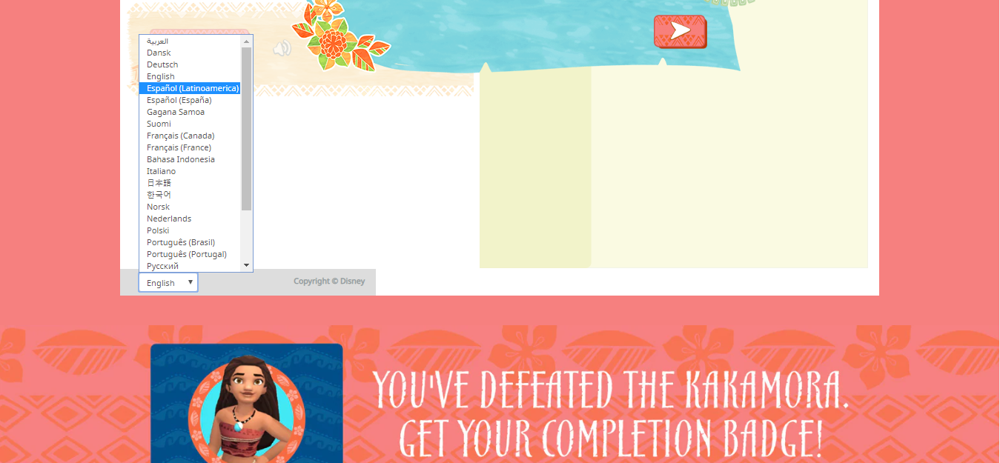 العربية
Dansk
Deutsch
English
Español (Latinoamerica)
Español (España)
Gagana Samoa
Suomi
Français (Canada)
Français (France)
Bahasa Indonesia
Italiano
日本語
한국어
Norsk
Nederlands
Polski
Português (Brasil)
Português (Portugal)
Русский
English
Copyright © Disney
YOU'VE DEFEATED THE KAKAMORA.
GET YOUR COMPLETION BADGE!